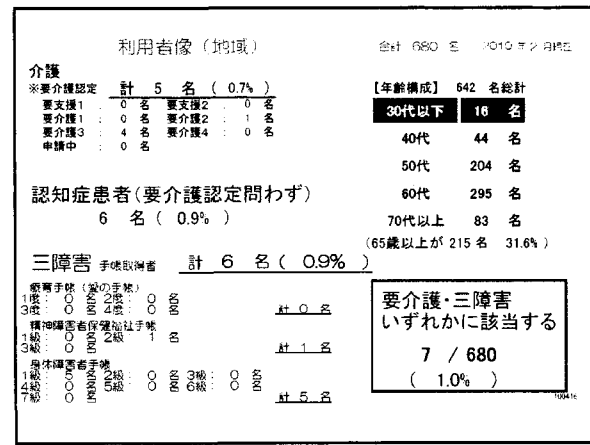 利用者像（地域）
合計 680 名 2010 年 2 月現在
介護
※要介護認定 計 5 名 ( 0.7% )
要支援1 : 0 名 要支援2 : 0 名
要介護1 : 0 名 要介護2 : 1 名
要介護3 : 4 名 要介護4 : 0 名
申請中 : 0 名
認知症患者(要介護認定問わず)
6 名 ( 0.9% )
【年齢構成】 642 名総計
30代以下 16 名
40代 44 名
50代 204 名
60代 295 名
70代以上 83 名
(65歳以上が 215 名 31.6% )
三障害 手帳取得者 計 6 名 ( 0.9% )
療育手帳（愛の手帳）
1度: 0 名 2度: 0 名
3度: 0 名 4度: 0 名
計 0 名
精神障害者保健福祉手帳
1級: 0 名 2級 1 名
3級: 0 名
計 1 名
身体障害者手帳
1級: 5 名 2級: 0 名 3級: 0 名
4級: 0 名 5級: 0 名 6級: 0 名
7級: 0 名
計 5 名
要介護・三障害
いずれかに該当する
7 / 680
( 1.0% )
100416